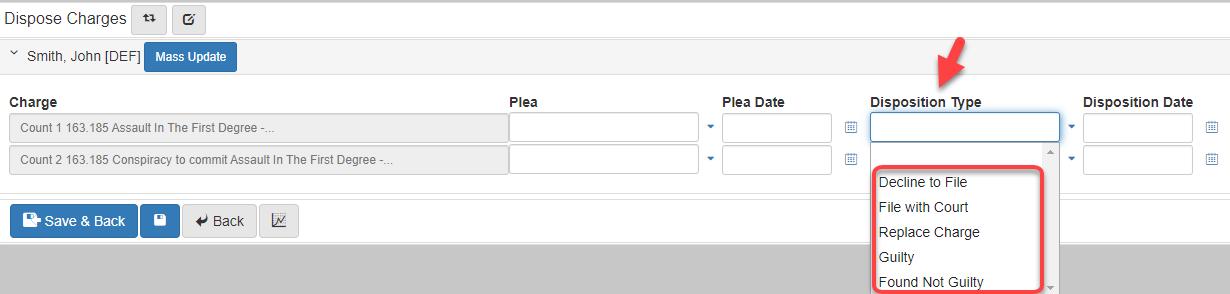 Dispose Charges
Smith, John [DEF] Mass Update
Charge Plea Plea Date Disposition Type Disposition Date
Count 1 163.185 Assault In The First Degree -...
Count 2 163.185 Conspiracy to commit Assault In The First Degree -...
Decline to File
File with Court
Replace Charge
Guilty
Found Not Guilty
Save & Back Back